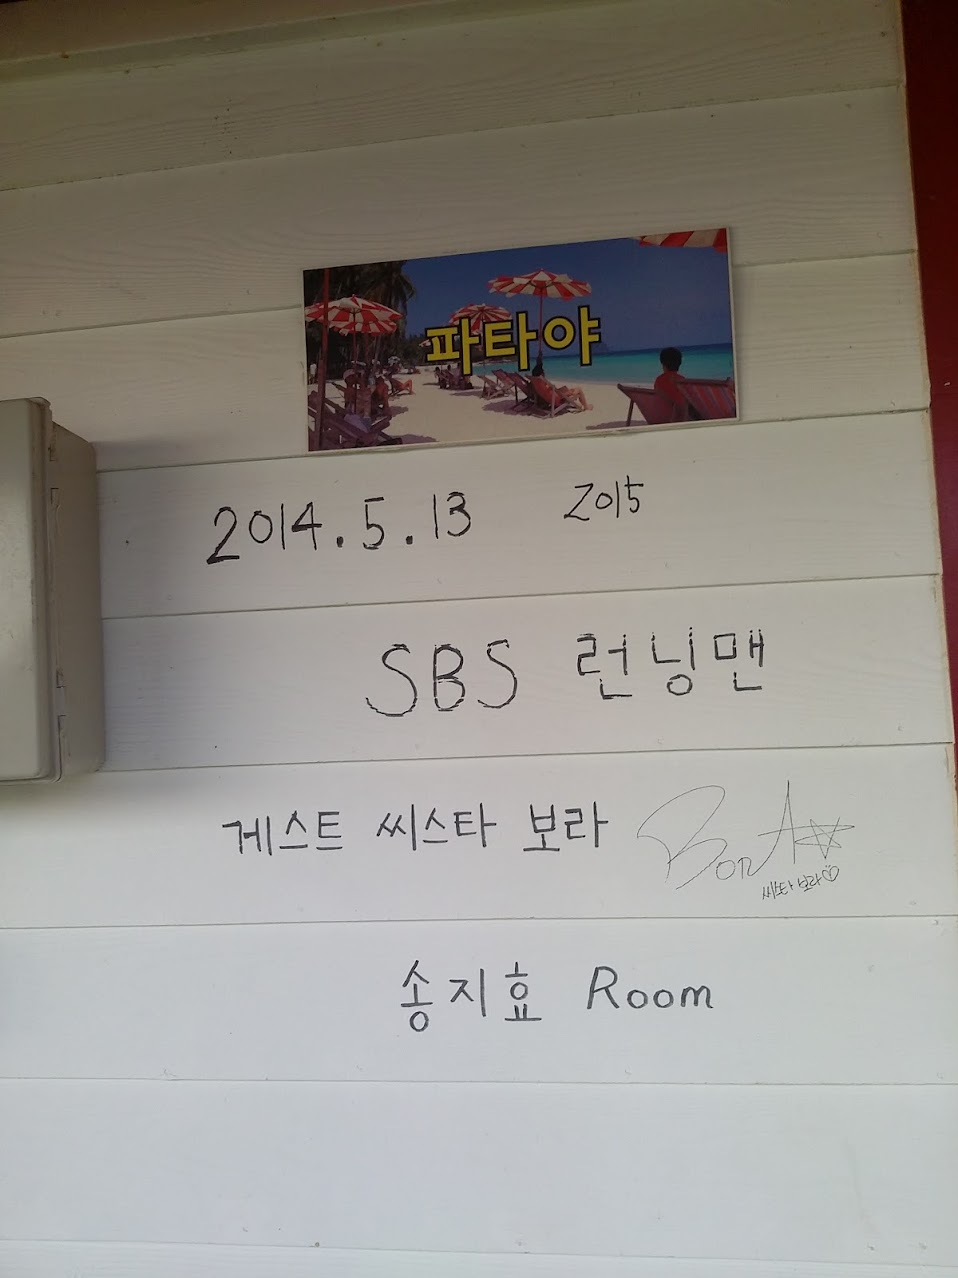 파타야
2014.5.13 2015
SBS 런닝맨
게스트 씨스타 보라 BorA
씨스타 보라
송지효 Room